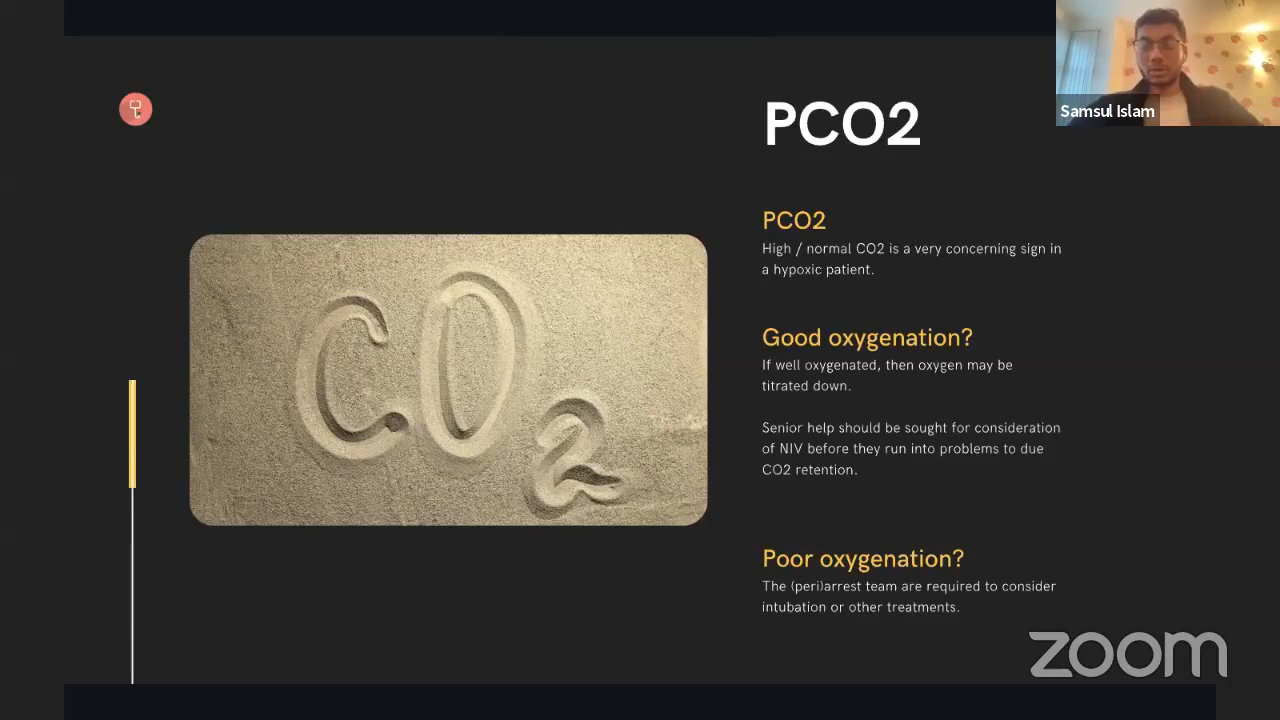 PCO2
Samsul Islam
PCO2
High / normal CO2 is a very concerning sign in
a hypoxic patient.
CO2
Good oxygenation?
If well oxygenated, then oxygen may be
titrated down.
Senior help should be sought for consideration
of NIV before they run into problems to due
CO2 retention.
Poor oxygenation?
The (peri)arrest team are required to consider
intubation or other treatments.
zoom